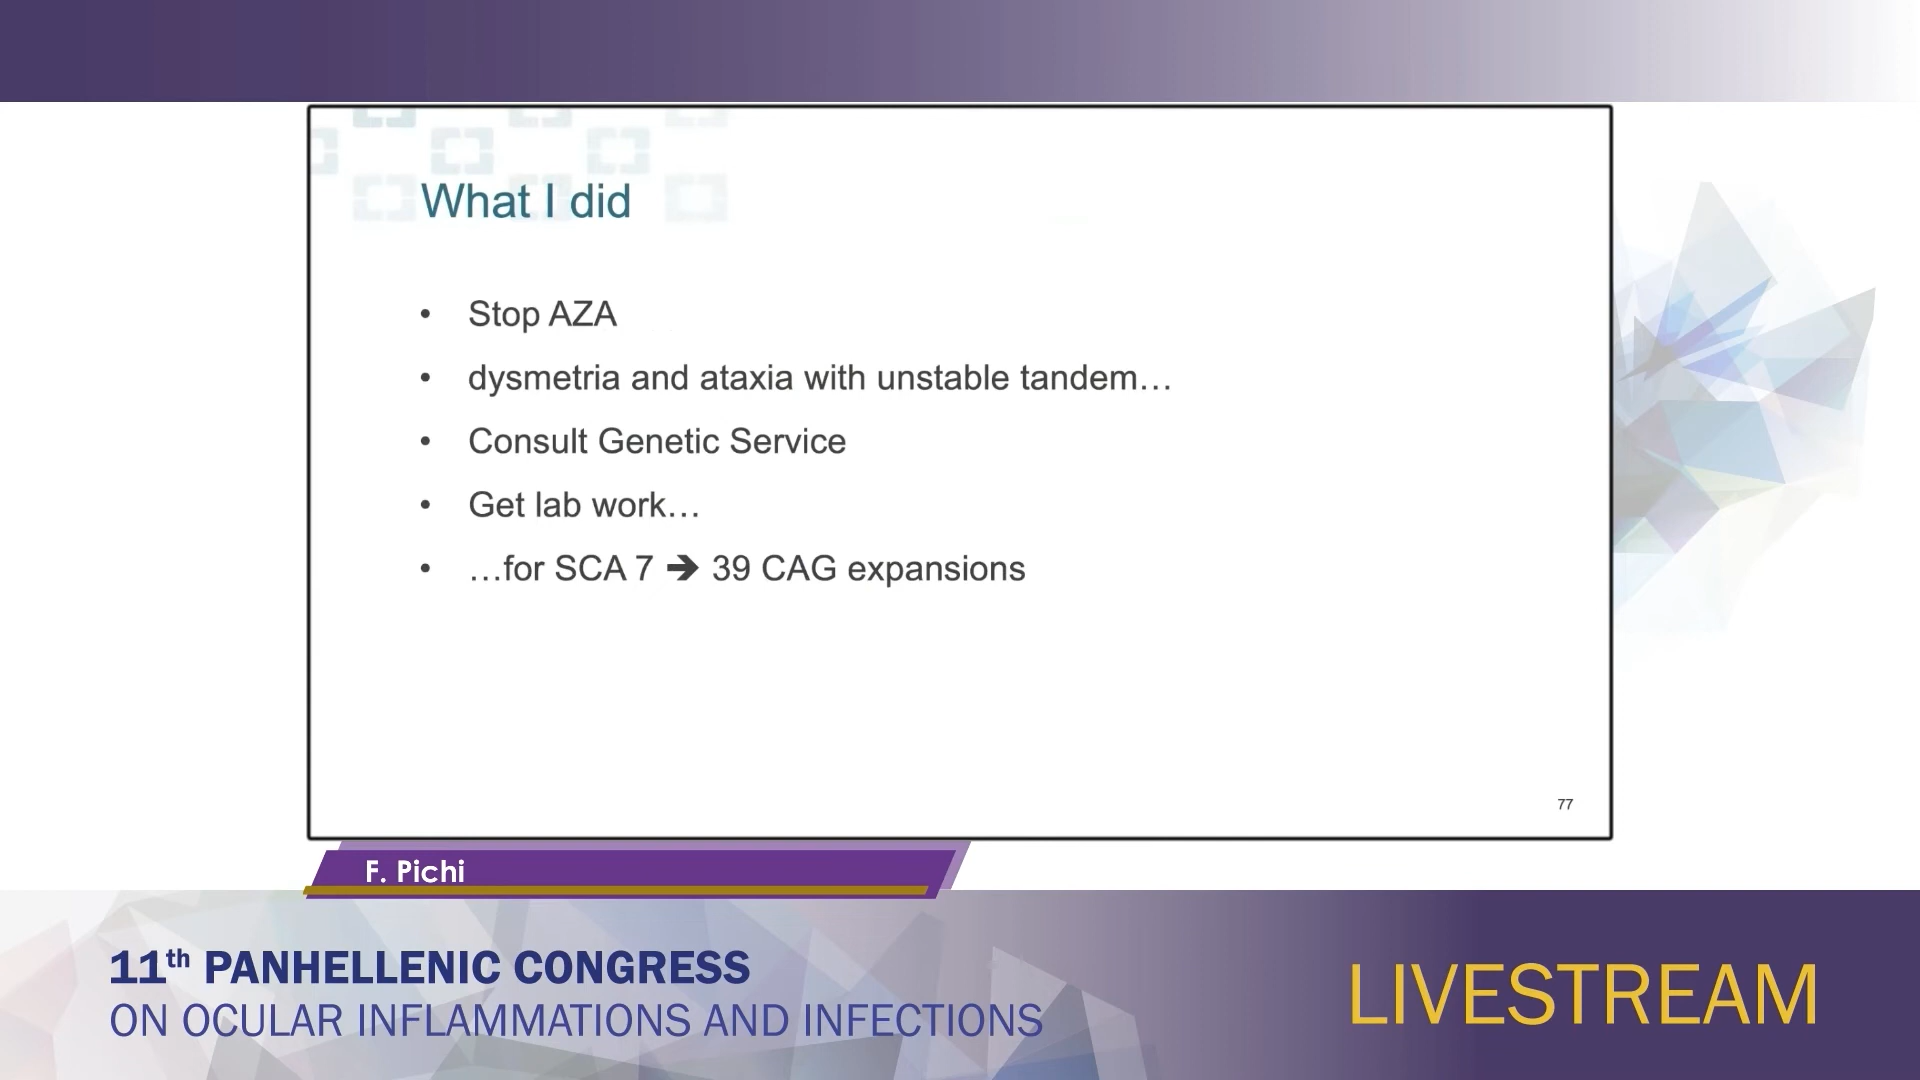 What I did
• Stop AZA
• dysmetria and ataxia with unstable tandem…
• Consult Genetic Service
• Get lab work…
• …for SCA 7 ➔ 39 CAG expansions
77
F. Pichi
11th PANHELLENIC CONGRESS
ON OCULAR INFLAMMATIONS AND INFECTIONS
LIVESTREAM